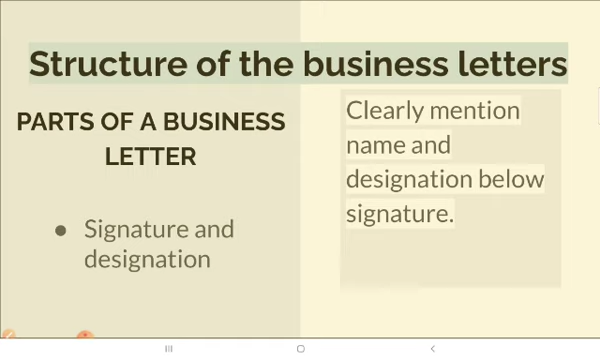 Structure of the business letters
PARTS OF A BUSINESS
LETTER
● Signature and
designation
Clearly mention
name and
designation below
signature.